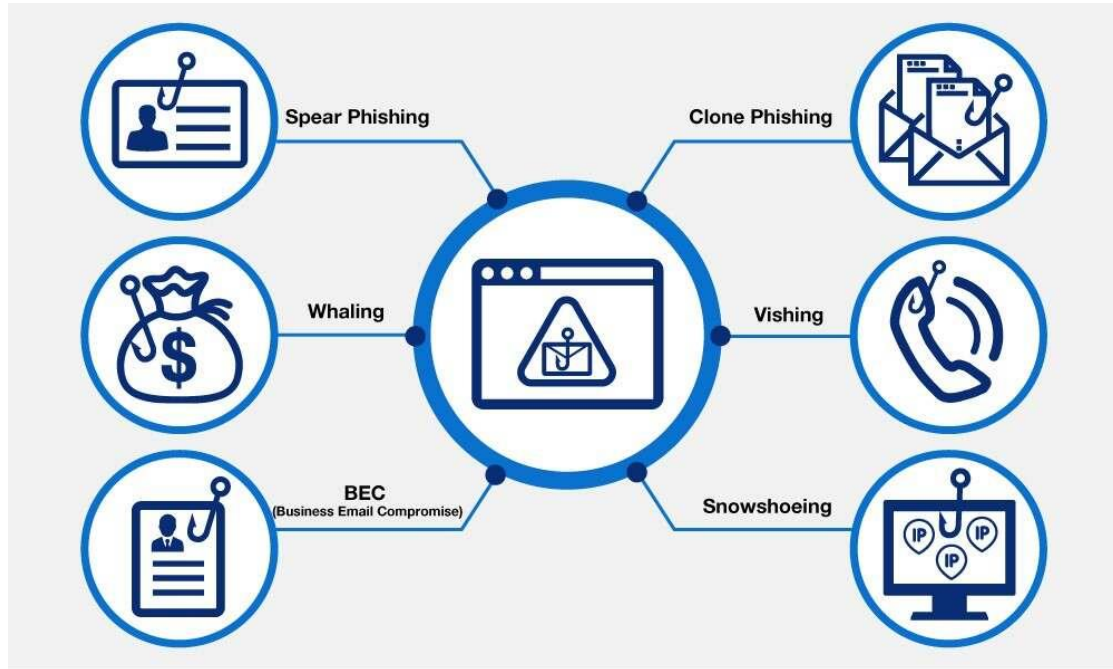 Spear Phishing
Clone Phishing
Whaling
$
Vishing
BEC
(Business Email Compromise)
Snowshoeing
IP
IP
IP